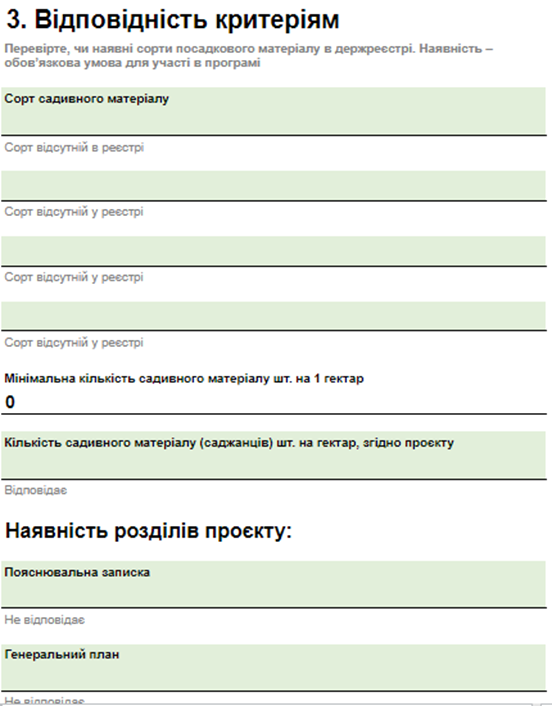 3. Відповідність критеріям
Перевірте, чи наявні сорти посадкового матеріалу в держреєстрі. Наявність –
обов'язкова умова для участі в програмі
Сорт садивного матеріалу
Сорт відсутній в реєстрі
Сорт відсутній у реєстрі
Сорт відсутній у реєстрі
Сорт відсутній у реєстрі
Мінімальна кількість садивного матеріалу шт. на 1 гектар
0
Кількість садивного матеріалу (саджанців) шт. на гектар, згідно проєкту
Відповідає
Наявність розділів проєкту:
Пояснювальна записка
Не відповідає
Генеральний план
Не відповідає